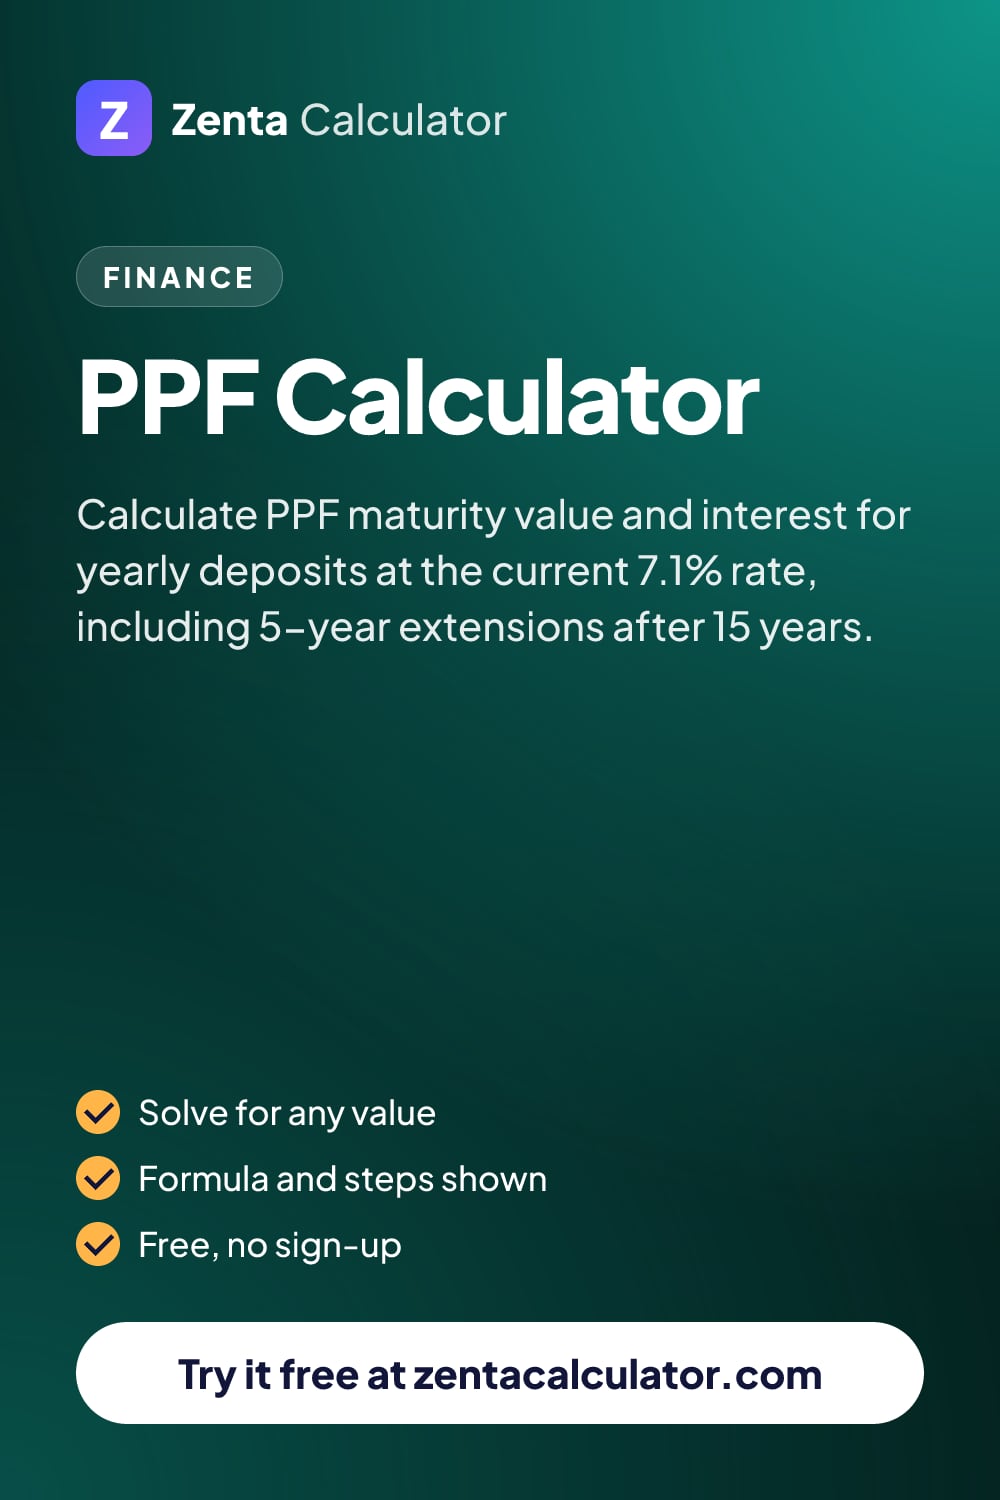 Z
Zenta Calculator
FINANCE
PPF Calculator
Calculate PPF maturity value and interest for
yearly deposits at the current 7.1% rate,
including 5-year extensions after 15 years.
Solve for any value
Formula and steps shown
Free, no sign-up
Try it free at zentacalculator.com